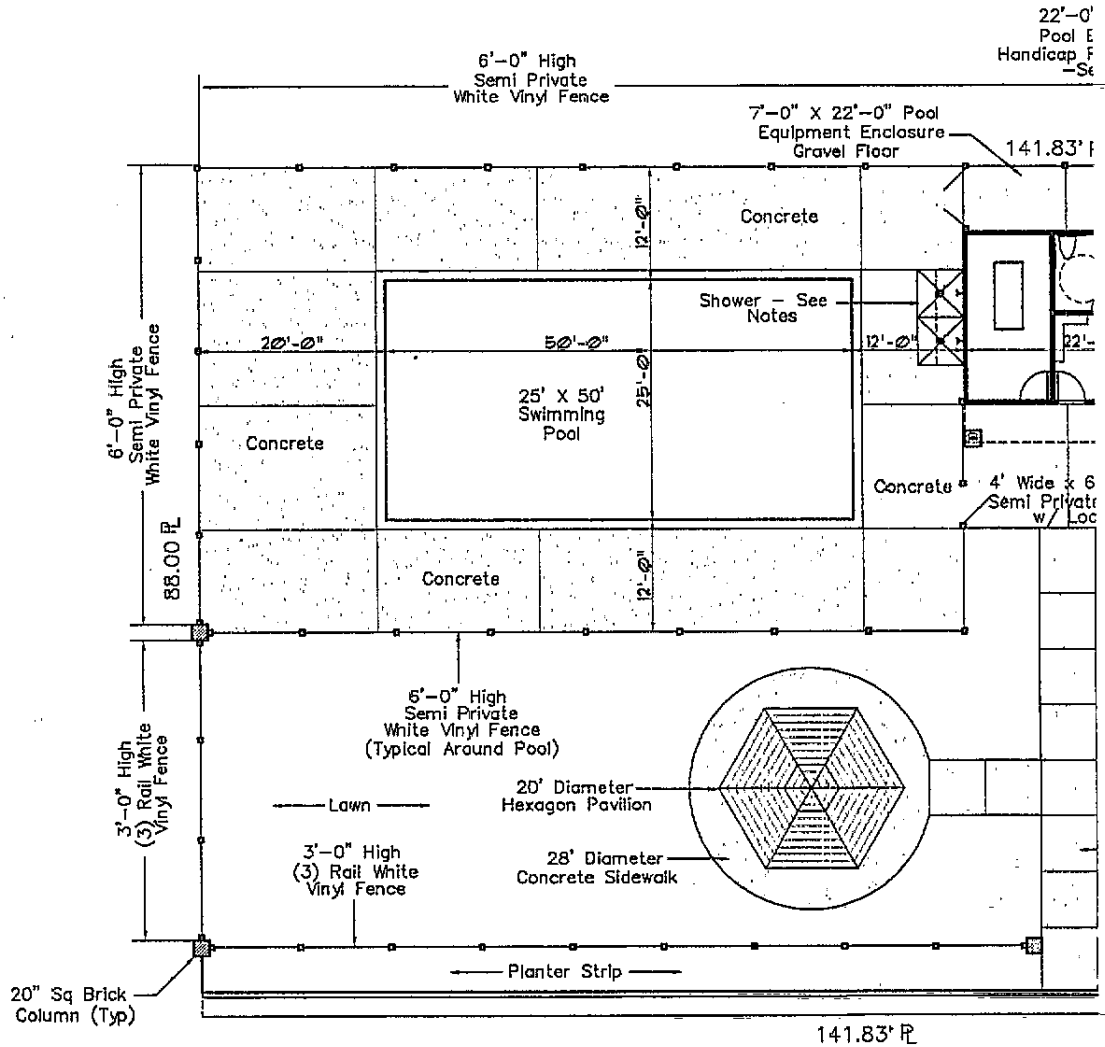 22'-0"
Pool E
Handicap F
-Se
6'-0" High
Semi Private
White Vinyl Fence
7'-0" X 22'-0" Pool
Equipment Enclosure
Gravel Floor
141.83' P
12'-0"
Concrete
Shower - See
Notes
6'-0" High
Semi Private
White Vinyl Fence
20'-0"
50'-0"
12'-0"
22'-
25'-0"
25' X 50'
Swimming
Pool
Concrete
Concrete
4' Wide x 6
Semi Private
w/ Loc
88.00 PL
Concrete
12'-0"
6'-0" High
Semi Private
White Vinyl Fence
(Typical Around Pool)
3'-0" High
(3) Rail White
Vinyl Fence
20' Diameter
Hexagon Pavilion
Lawn
3'-0" High
(3) Rail White
Vinyl Fence
28' Diameter
Concrete Sidewalk
Planter Strip
20" Sq Brick
Column (Typ)
141.83' PL